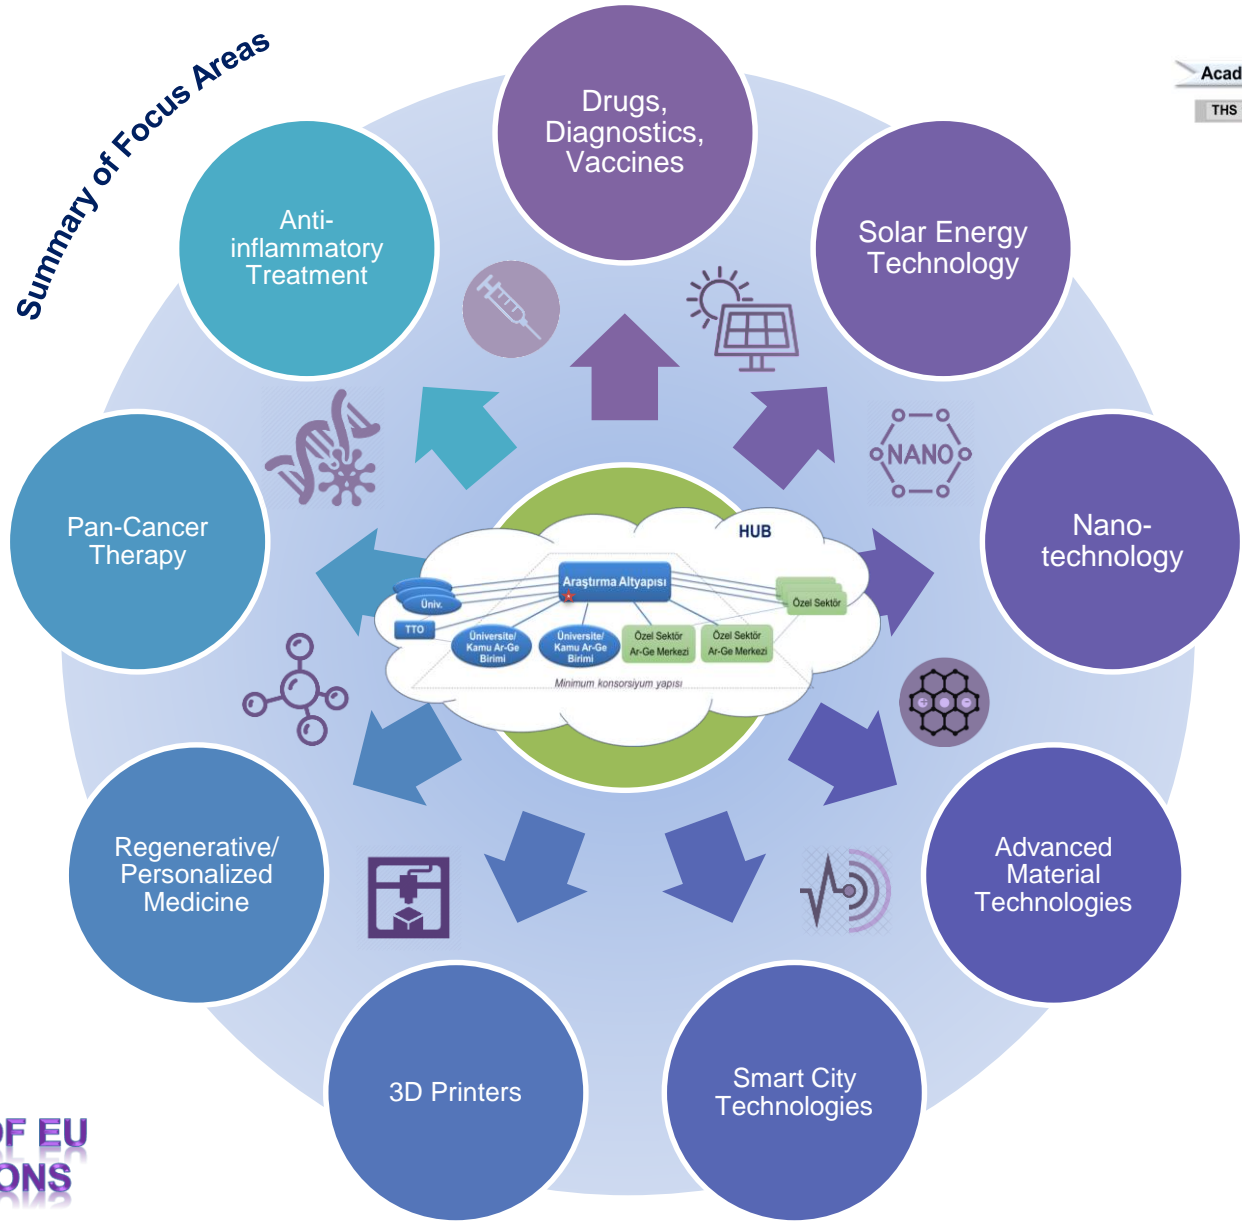 Summary of Focus Areas
Acad
THS
Drugs,
Diagnostics,
Vaccines
Anti-
inflammatory
Treatment
Solar Energy
Technology
NANO
Pan-Cancer
Therapy
Nano-
technology
HUB
Araştırma Altyapısı
Üniv.
Özel Sektör
TTO
Üniversite/
Kamu Ar-Ge
Birimi
Üniversite/
Kamu Ar-Ge
Birimi
Özel Sektör
Ar-Ge Merkezi
Özel Sektör
Ar-Ge Merkezi
Minimum konsorsiyum yapısı
Regenerative/
Personalized
Medicine
Advanced
Material
Technologies
3D Printers
Smart City
Technologies
OF EU
ONS